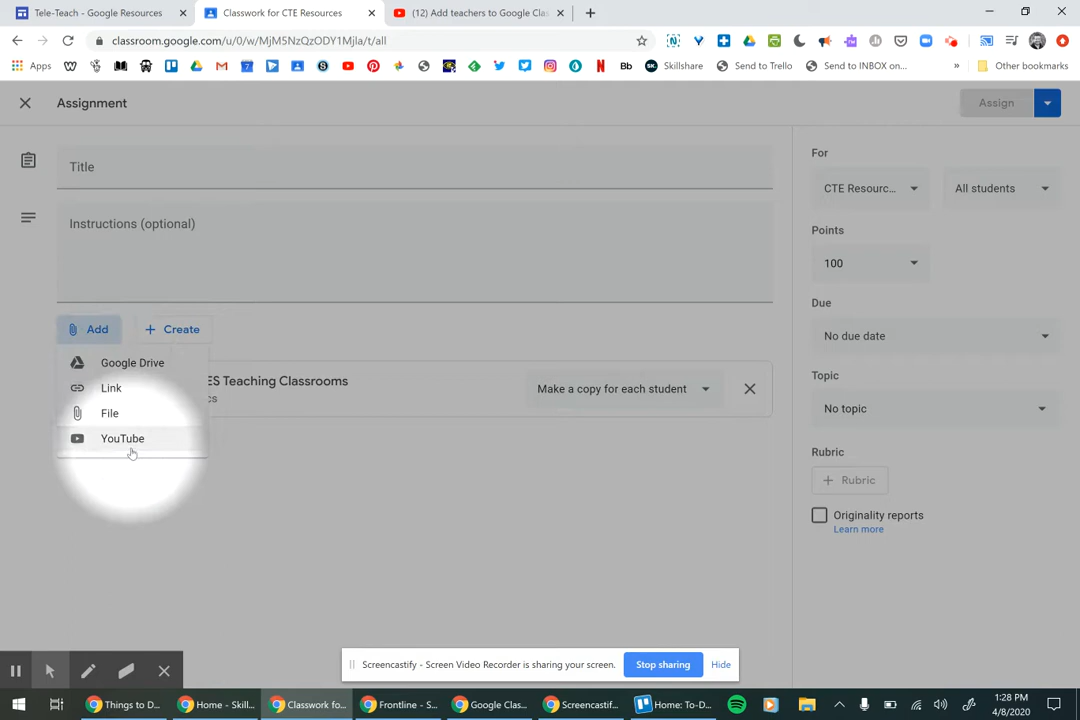 Tele-Teach - Google Resources
Classwork for CTE Resources
(12) Add teachers to Google Clas
classroom.google.com/u/0/w/MjM5NzQzODY1Mjla/t/all
Apps
Bb
Skillshare
Send to Trello
Send to INBOX on...
Other bookmarks
Assignment
Assign
Title
Instructions (optional)
Add
Create
Google Drive
Link
File
YouTube
ES Teaching Classrooms
cs
Make a copy for each student
For
CTE Resourc...
All students
Points
100
Due
No due date
Topic
No topic
Rubric
Rubric
Originality reports
Learn more
Screencastify - Screen Video Recorder is sharing your screen.
Stop sharing
Hide
Things to D...
Home - Skill...
Classwork fo...
Frontline - S...
Google Clas...
Screencastif...
Home: To-D...
1:28 PM
4/8/2020